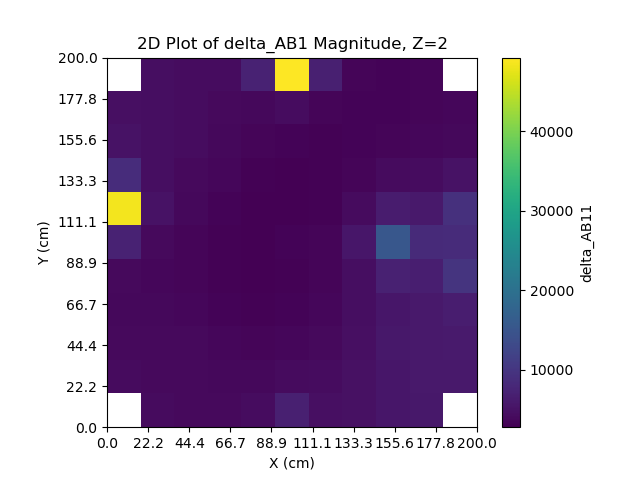 2D Plot of delta_AB1 Magnitude, Z=2
200.0
177.8
155.6
133.3
111.1
88.9
66.7
44.4
22.2
0.0
Y (cm)
0.0 22.2 44.4 66.7 88.9 111.1 133.3 155.6 177.8 200.0
X (cm)
40000
30000
20000
10000
delta_AB11